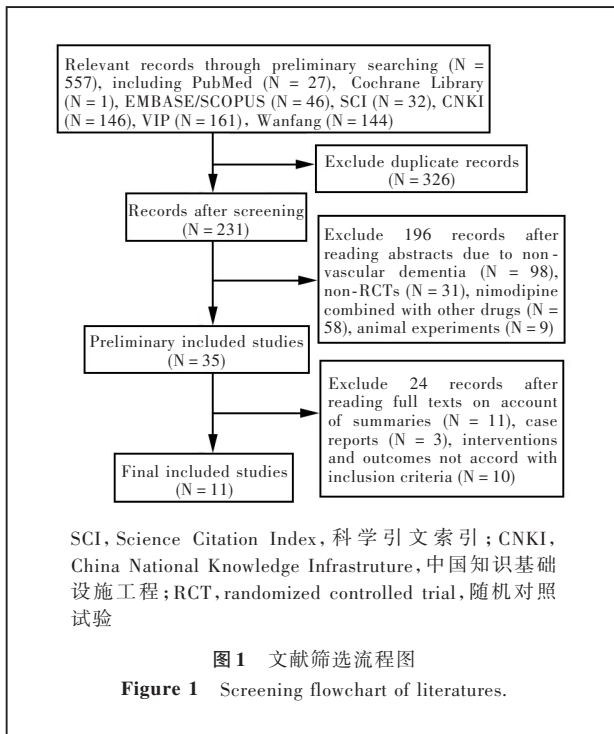 Relevant records through preliminary searching (N =
557), including PubMed (N = 27), Cochrane Library
(N = 1), EMBASE/SCOPUS (N = 46), SCI (N = 32), CNKI
(N = 146), VIP (N = 161), Wanfang (N = 144)
Exclude duplicate records
(N = 326)
Records after screening
(N = 231)
Exclude 196 records after
reading abstracts due to non-
vascular dementia (N = 98),
non-RCTs (N = 31), nimodipine
combined with other drugs (N =
58), animal experiments (N = 9)
Preliminary included studies
(N = 35)
Exclude 24 records after
reading full texts on account
of summaries (N = 11), case
reports (N = 3), interventions
and outcomes not accord with
inclusion criteria (N = 10)
Final included studies
(N = 11)
SCI, Science Citation Index, 科学引文索引; CNKI,
China National Knowledge Infrastruture, 中国知识基础
设施工程; RCT, randomized controlled trial, 随机对照
试验
图1 文献筛选流程图
Figure 1 Screening flowchart of literatures.